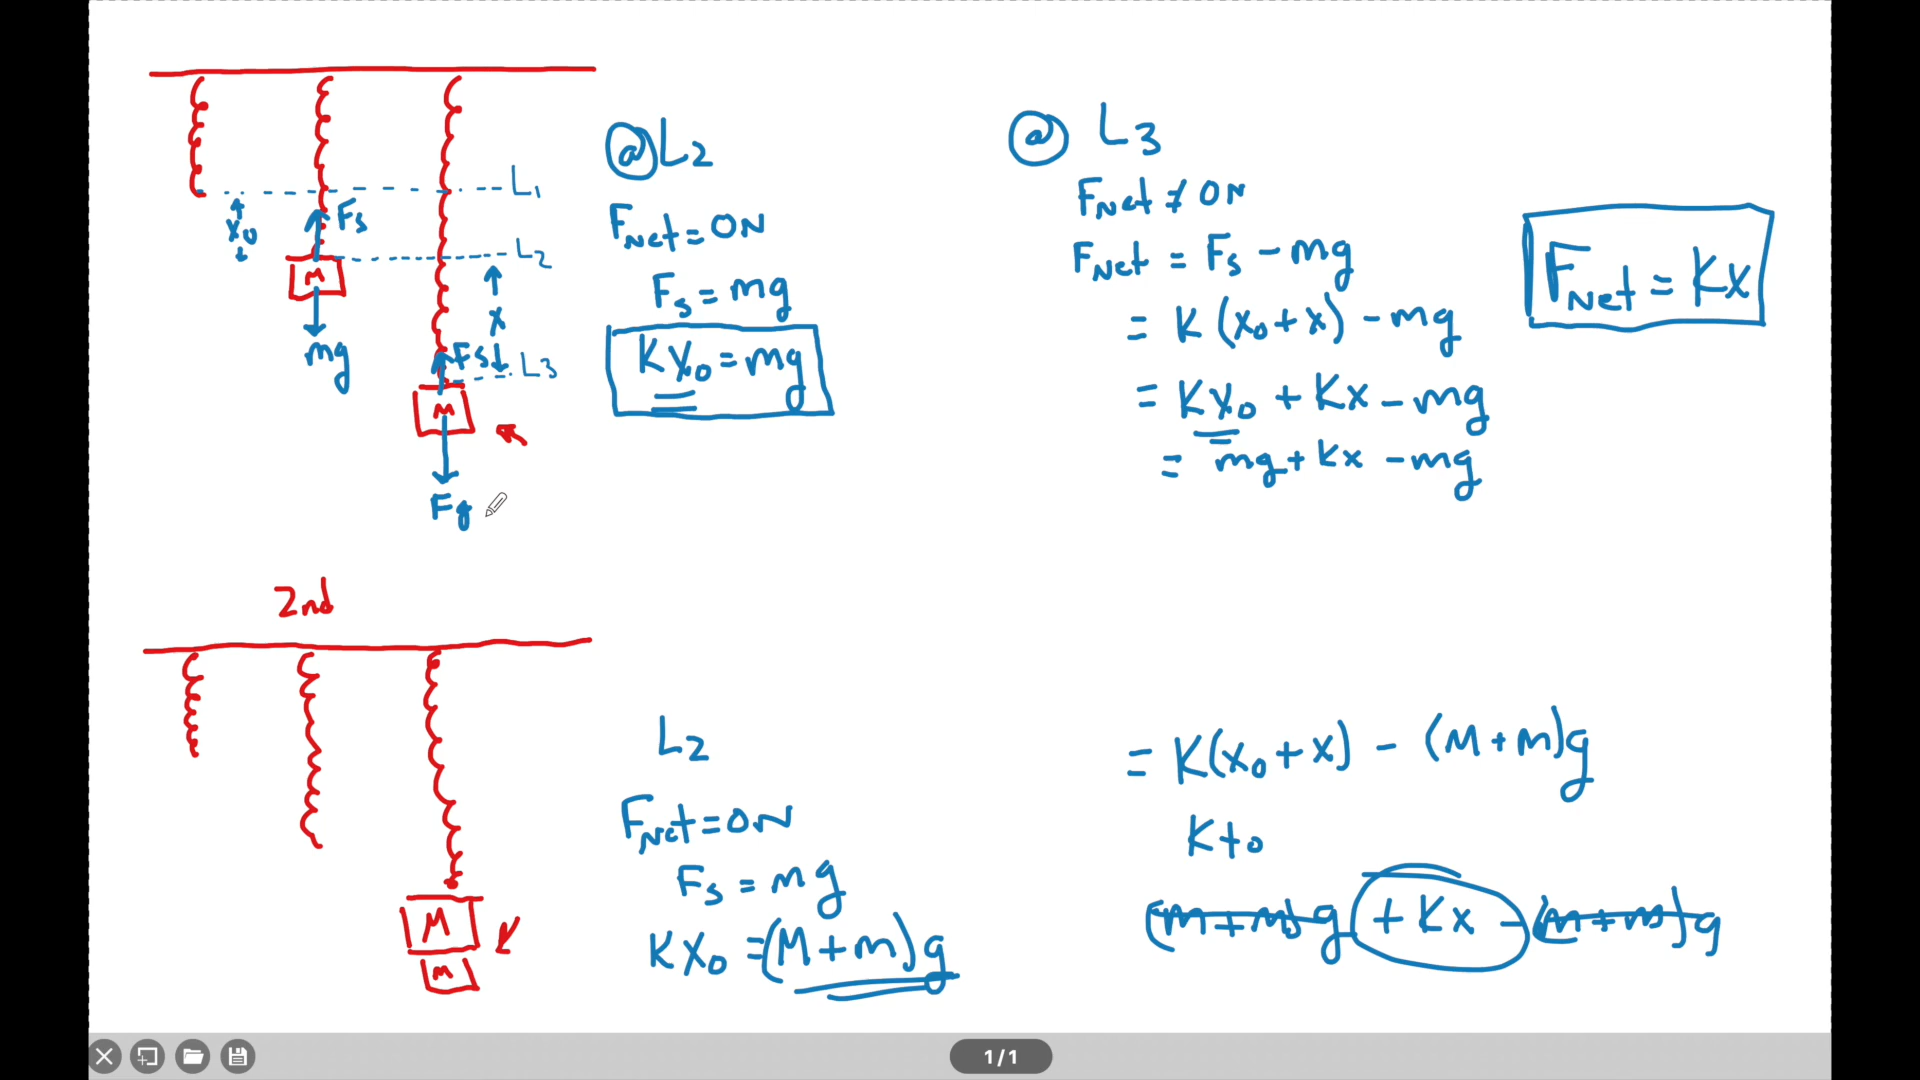 L1
x0
Fs
L2
M
x
mg
Fs
L3
M
Fg
@ L2
FNet = 0N
Fs = mg
Kx0 = mg
@ L3
FNet ≠ 0N
FNet = Fs - mg
= K (x0 + x) - mg
= Kx0 + Kx - mg
= mg + Kx - mg
FNet = Kx
2nd
M
m
L2
FNet = 0N
Fs = mg
Kx0 = (M+m)g
= K(x0 + x) - (M+m)g
K+0
(m+m)g + Kx - (m+m)g
1/1